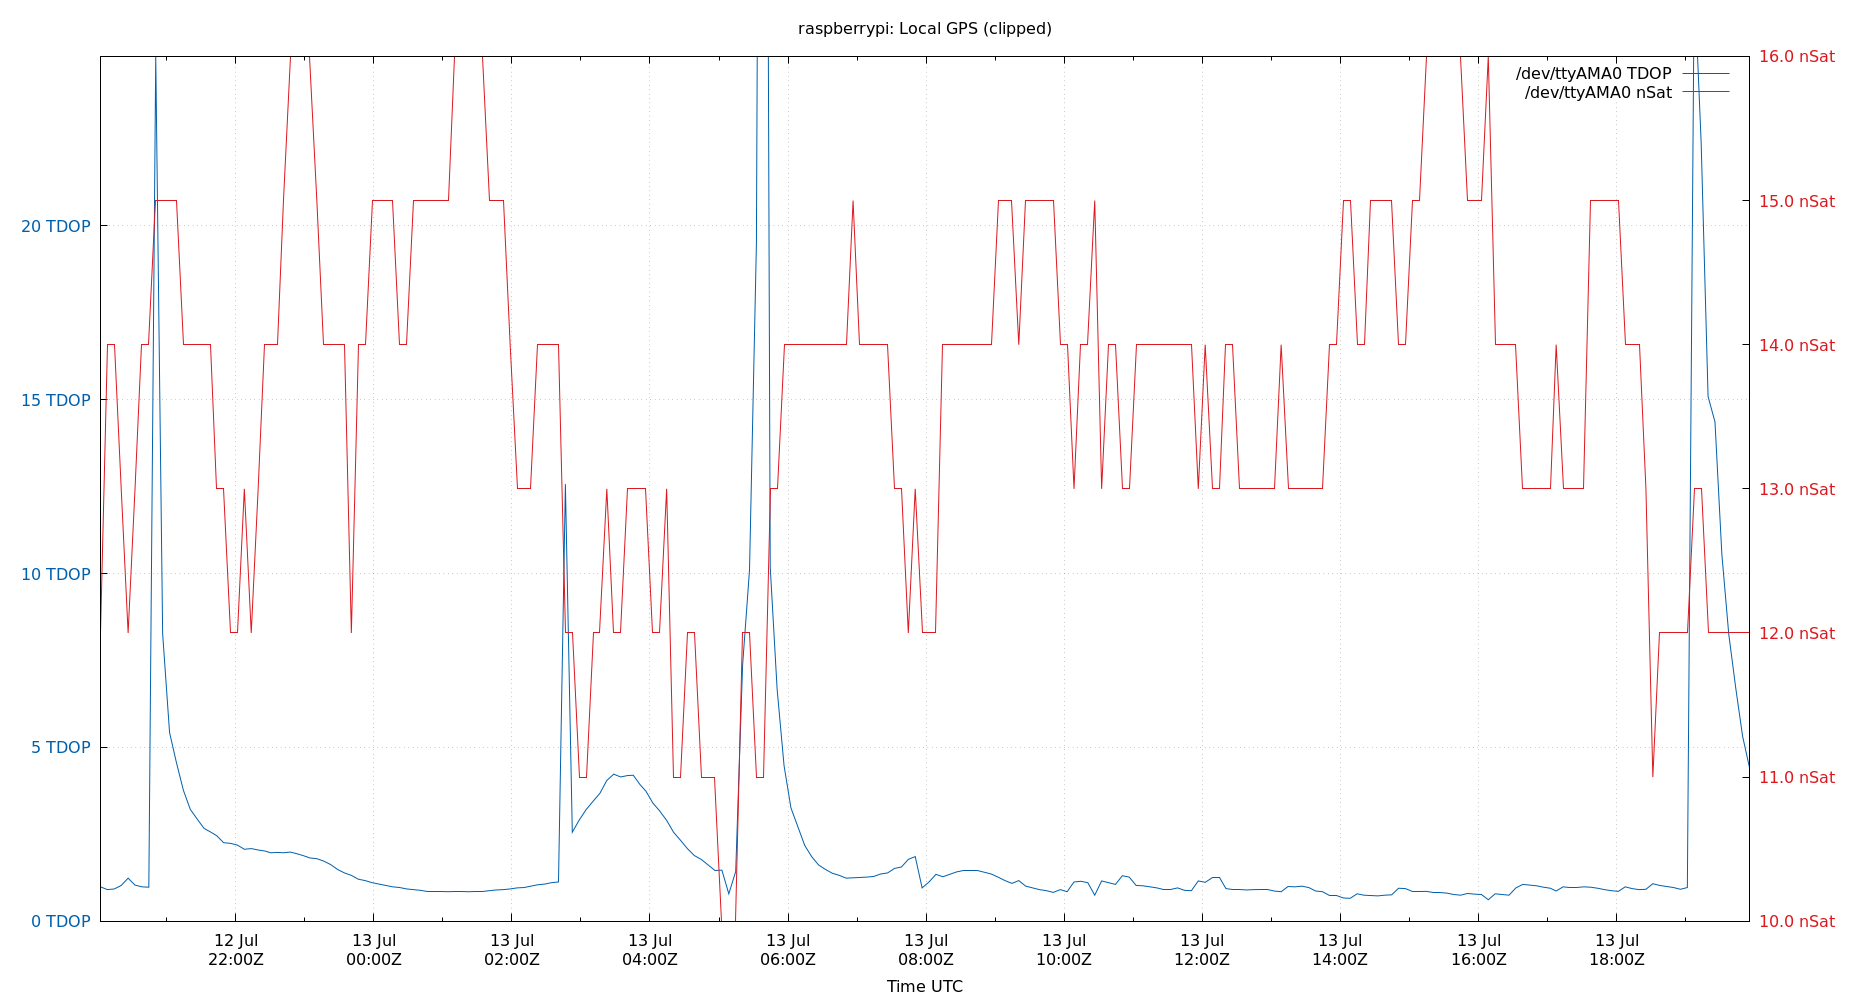 raspberrypi: Local GPS (clipped)
/dev/ttyAMA0 TDOP
/dev/ttyAMA0 nSat
20 TDOP
15 TDOP
10 TDOP
5 TDOP
0 TDOP
16.0 nSat
15.0 nSat
14.0 nSat
13.0 nSat
12.0 nSat
11.0 nSat
10.0 nSat
12 Jul
22:00Z
13 Jul
00:00Z
13 Jul
02:00Z
13 Jul
04:00Z
13 Jul
06:00Z
13 Jul
08:00Z
13 Jul
10:00Z
13 Jul
12:00Z
13 Jul
14:00Z
13 Jul
16:00Z
13 Jul
18:00Z
Time UTC